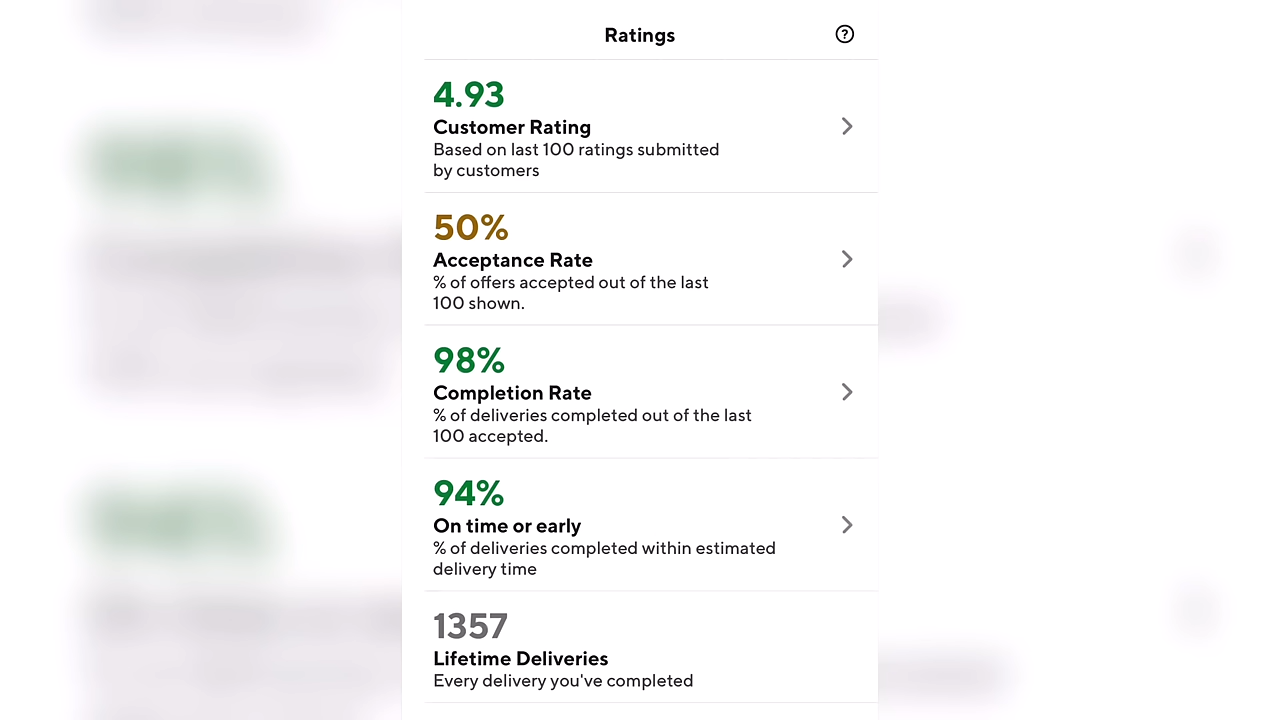 Ratings
4.93
Customer Rating
Based on last 100 ratings submitted
by customers
50%
Acceptance Rate
% of offers accepted out of the last
100 shown.
98%
Completion Rate
% of deliveries completed out of the last
100 accepted.
94%
On time or early
% of deliveries completed within estimated
delivery time
1357
Lifetime Deliveries
Every delivery you've completed